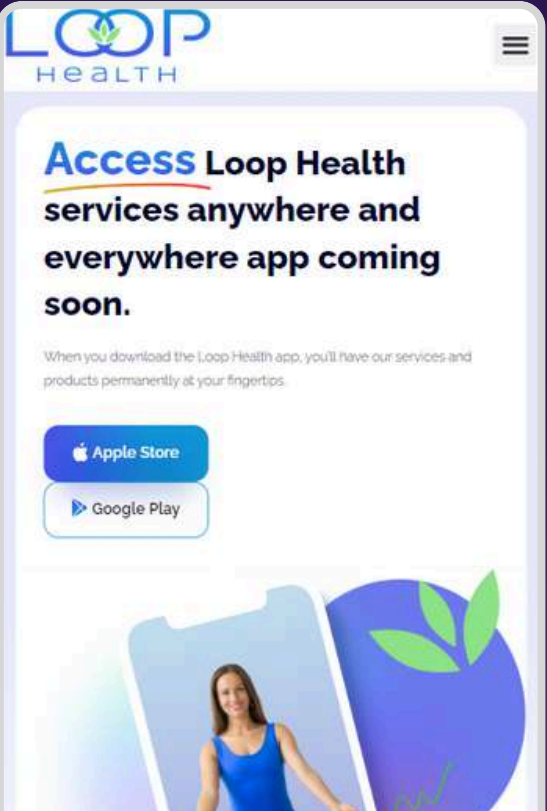 LOOP
HealTH
Access Loop Health
services anywhere and
everywhere app coming
soon.
When you download the Loop Health app, you'll have our services and
products permanently at your fingertips.
Apple Store
Google Play